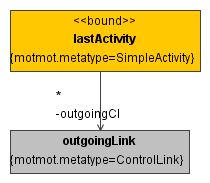 <<bound>>
lastActivity
{motmot.metatype=SimpleActivity}
*
-outgoingCl
outgoingLink
{motmot.metatype=ControlLink}